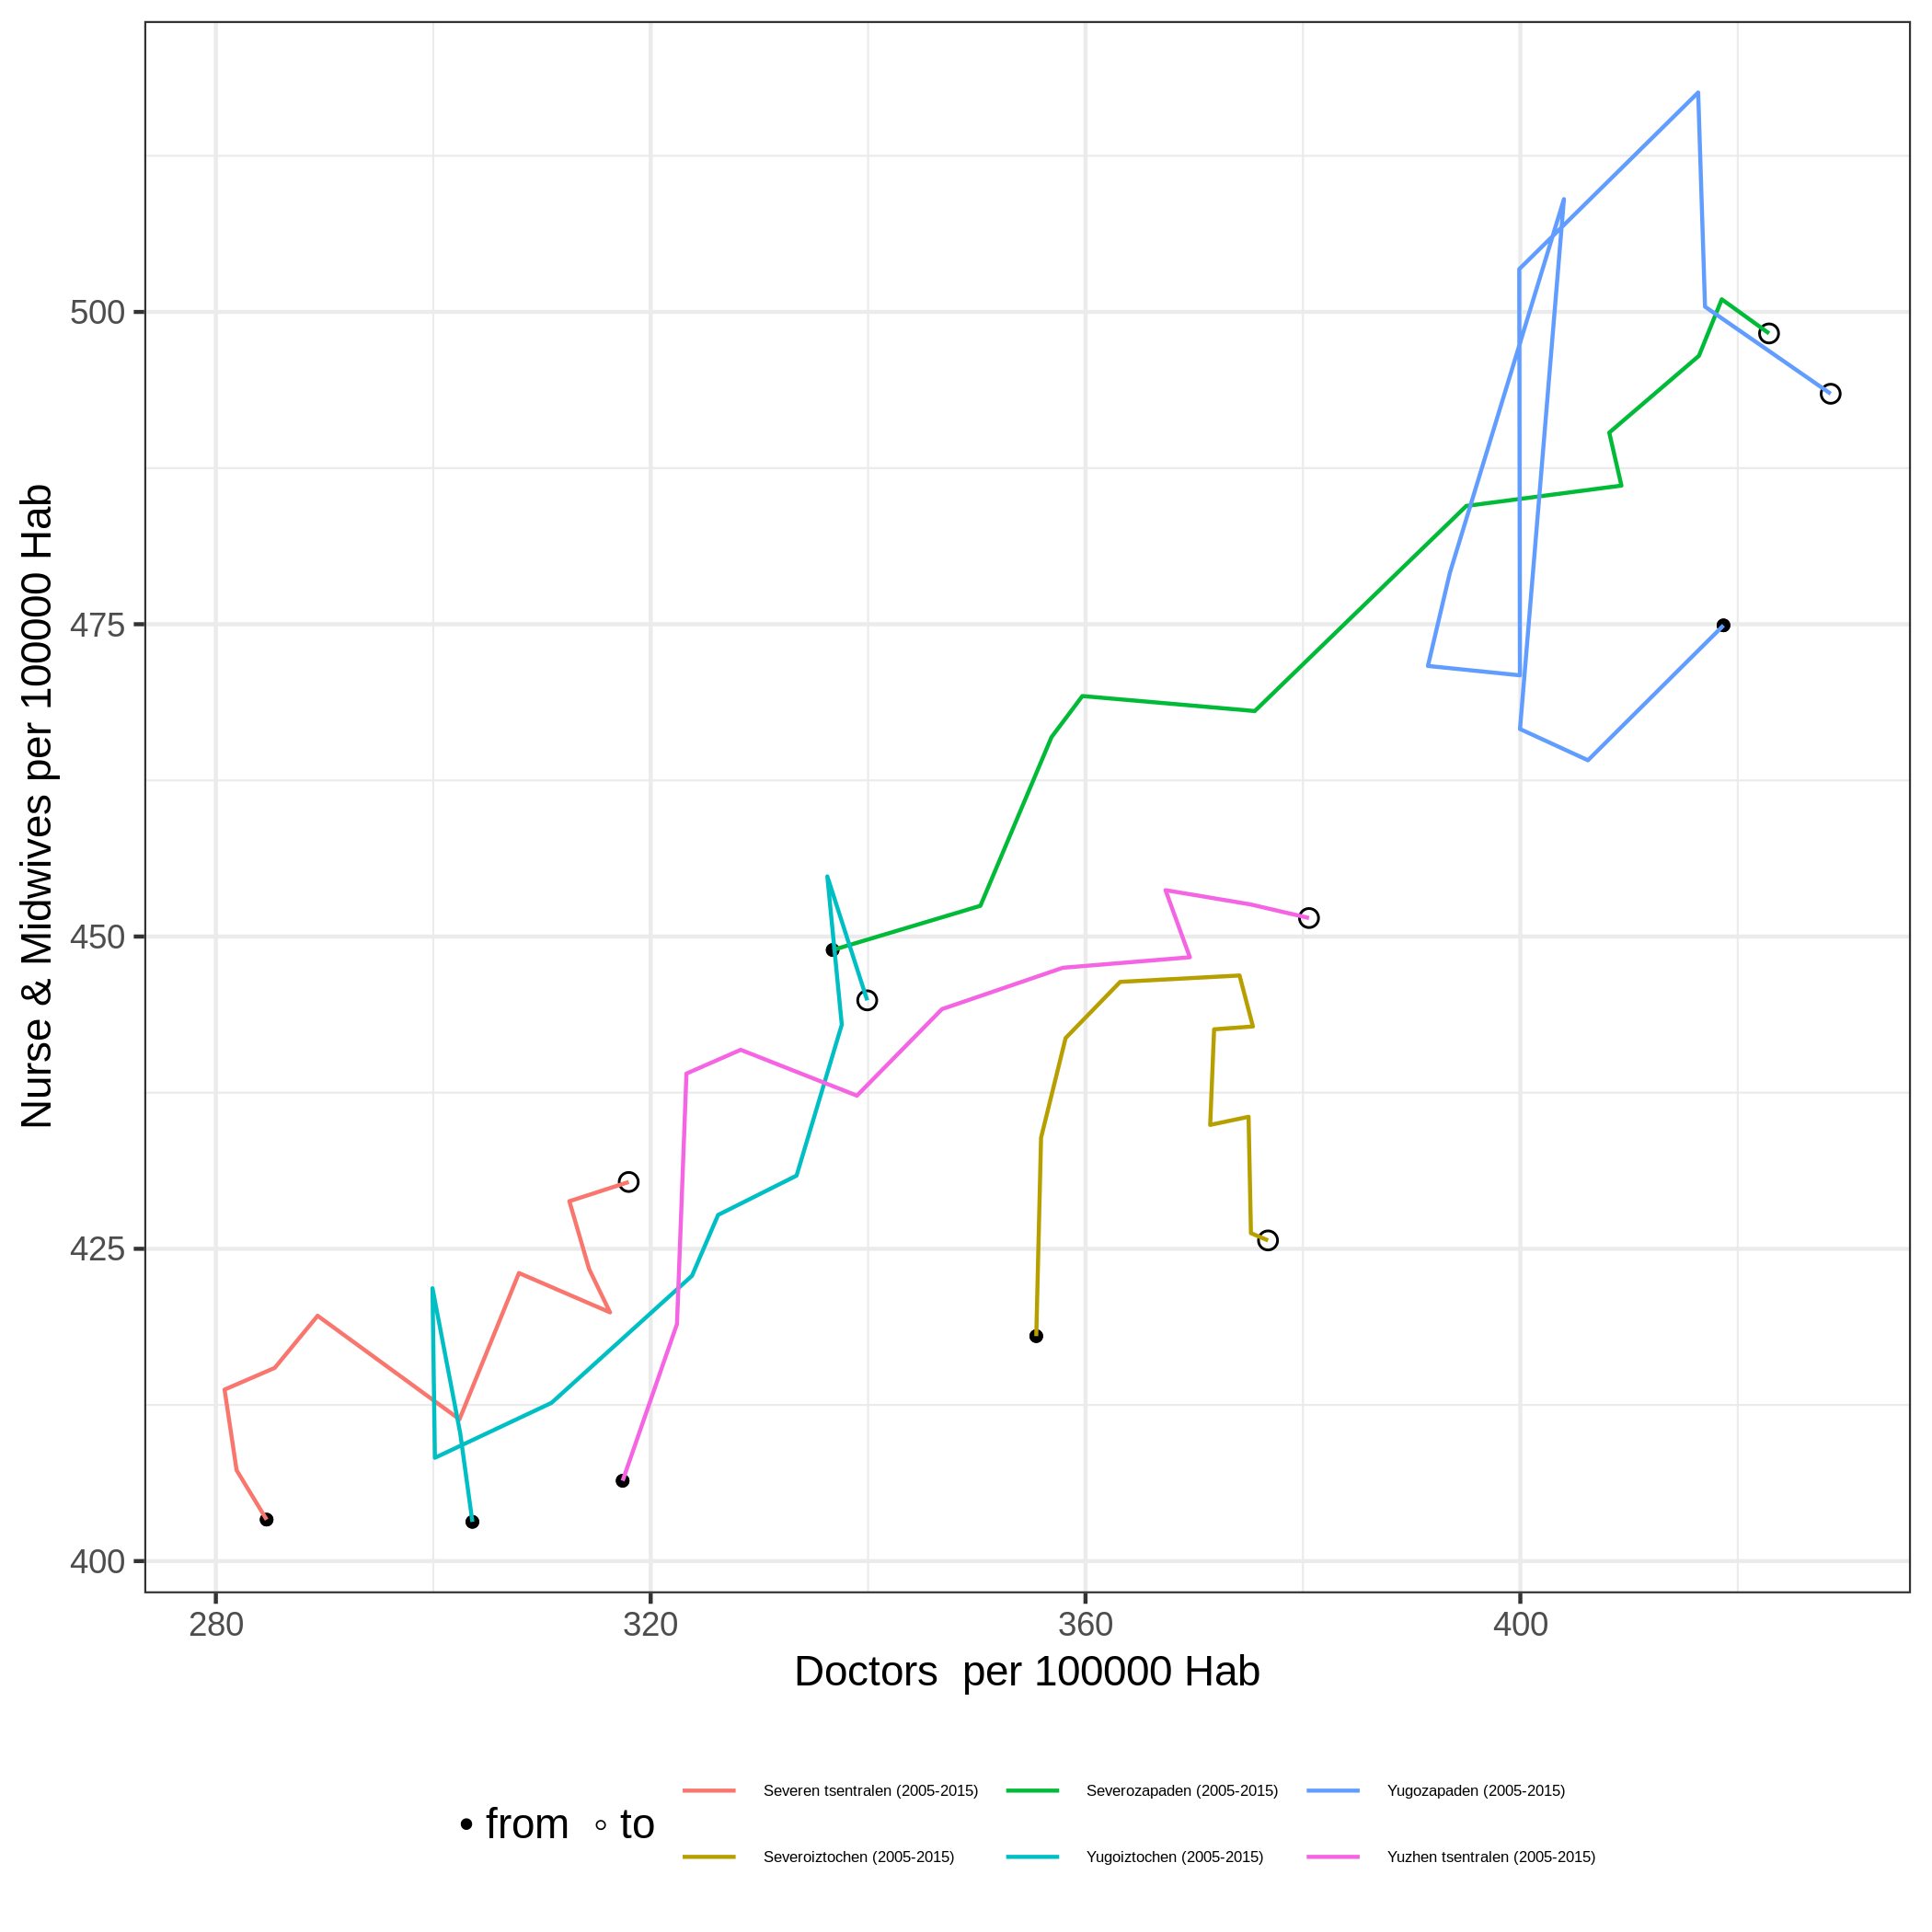 Nurse & Midwives per 100000 Hab
500
475
450
425
400
280 320 360 400
Doctors  per 100000 Hab
from to
Severen tsentralen (2005-2015) Severozapaden (2005-2015) Yugozapaden (2005-2015)
Severoiztochen (2005-2015) Yugoiztochen (2005-2015) Yuzhen tsentralen (2005-2015)